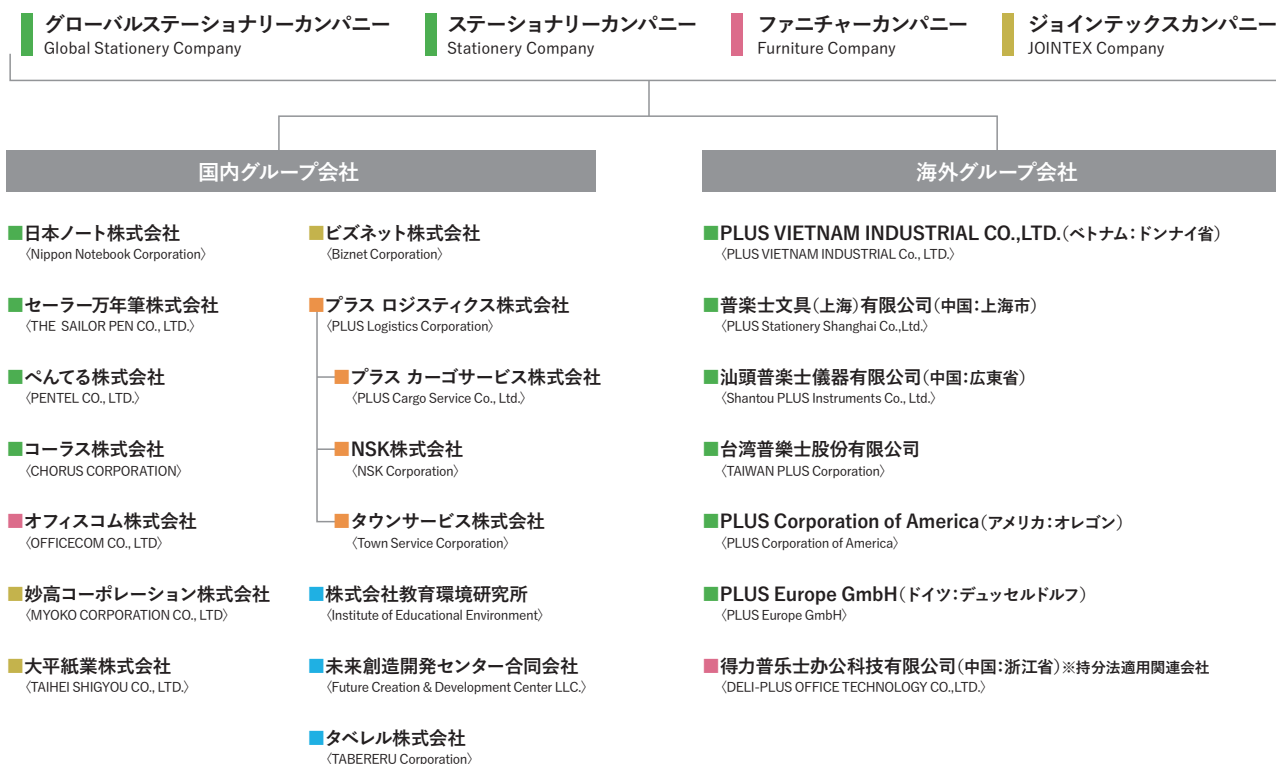 グローバルステーショナリーカンパニー
Global Stationery Company
ステーショナリーカンパニー
Stationery Company
ファニチャーカンパニー
Furniture Company
ジョインテックスカンパニー
JOINTEX Company
国内グループ会社
日本ノート株式会社
〈Nippon Notebook Corporation〉
セーラー万年筆株式会社
〈THE SAILOR PEN CO., LTD.〉
ぺんてる株式会社
〈PENTEL CO., LTD.〉
コーラス株式会社
〈CHORUS CORPORATION〉
オフィスコム株式会社
〈OFFICECOM CO., LTD〉
妙高コーポレーション株式会社
〈MYOKO CORPORATION CO., LTD〉
大平紙業株式会社
〈TAIHEI SHIGYOU CO., LTD.〉
ビズネット株式会社
〈Biznet Corporation〉
プラス ロジスティクス株式会社
〈PLUS Logistics Corporation〉
プラス カーゴサービス株式会社
〈PLUS Cargo Service Co., Ltd.〉
NSK株式会社
〈NSK Corporation〉
タウンサービス株式会社
〈Town Service Corporation〉
株式会社教育環境研究所
〈Institute of Educational Environment〉
未来創造開発センター合同会社
〈Future Creation & Development Center LLC.〉
タベレル株式会社
〈TABERERU Corporation〉
海外グループ会社
PLUS VIETNAM INDUSTRIAL CO.,LTD.(ベトナム:ドンナイ省)
〈PLUS VIETNAM INDUSTRIAL Co., LTD.〉
普楽士文具(上海)有限公司(中国:上海市)
〈PLUS Stationery Shanghai Co.,Ltd.〉
汕頭普楽士儀器有限公司(中国:広東省)
〈Shantou PLUS Instruments Co., Ltd.〉
台湾普樂士股份有限公司
〈TAIWAN PLUS Corporation〉
PLUS Corporation of America(アメリカ:オレゴン)
〈PLUS Corporation of America〉
PLUS Europe GmbH(ドイツ:デュッセルドルフ)
〈PLUS Europe GmbH〉
得力普乐士办公科技有限公司(中国:浙江省)※持分法適用関連会社
〈DELI-PLUS OFFICE TECHNOLOGY CO.,LTD.〉